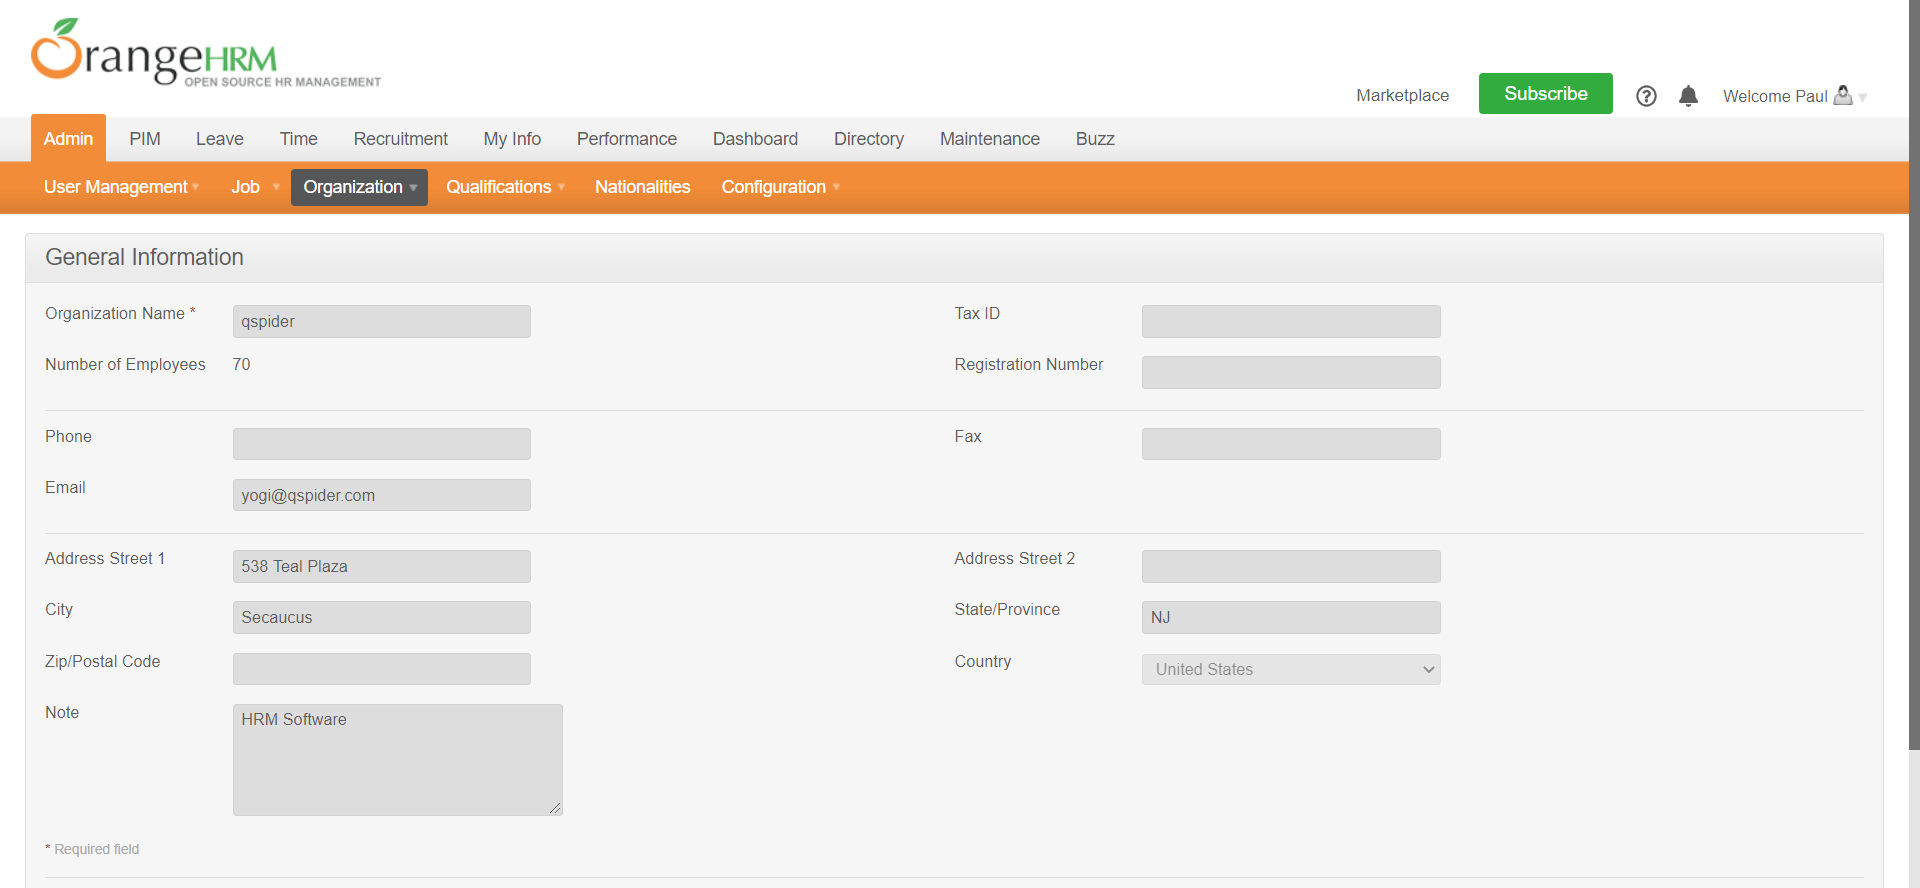 OrangeHRM
OPEN SOURCE HR MANAGEMENT
Marketplace Subscribe Welcome Paul
Admin PIM Leave Time Recruitment My Info Performance Dashboard Directory Maintenance Buzz
User Management Job Organization Qualifications Nationalities Configuration
General Information
Organization Name * qspider Tax ID
Number of Employees 70 Registration Number
Phone Fax
Email yogi@qspider.com
Address Street 1 538 Teal Plaza Address Street 2
City Secaucus State/Province NJ
Zip/Postal Code Country United States
Note HRM Software
* Required field